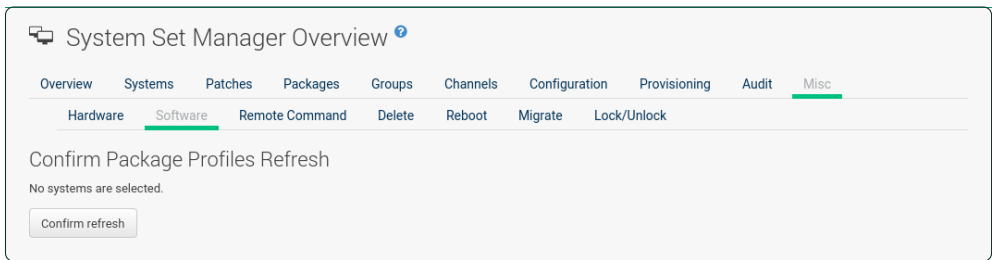 System Set Manager Overview ?
Overview Systems Patches Packages Groups Channels Configuration Provisioning Audit Misc
Hardware Software Remote Command Delete Reboot Migrate Lock/Unlock
Confirm Package Profiles Refresh
No systems are selected.
Confirm refresh